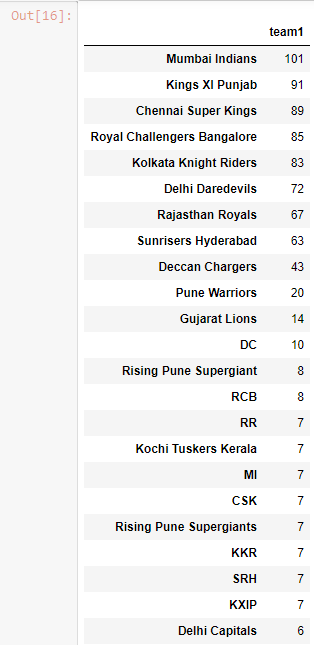 Out[16]:
team1
Mumbai Indians 101
Kings XI Punjab 91
Chennai Super Kings 89
Royal Challengers Bangalore 85
Kolkata Knight Riders 83
Delhi Daredevils 72
Rajasthan Royals 67
Sunrisers Hyderabad 63
Deccan Chargers 43
Pune Warriors 20
Gujarat Lions 14
DC 10
Rising Pune Supergiant 8
RCB 8
RR 7
Kochi Tuskers Kerala 7
MI 7
CSK 7
Rising Pune Supergiants 7
KKR 7
SRH 7
KXIP 7
Delhi Capitals 6